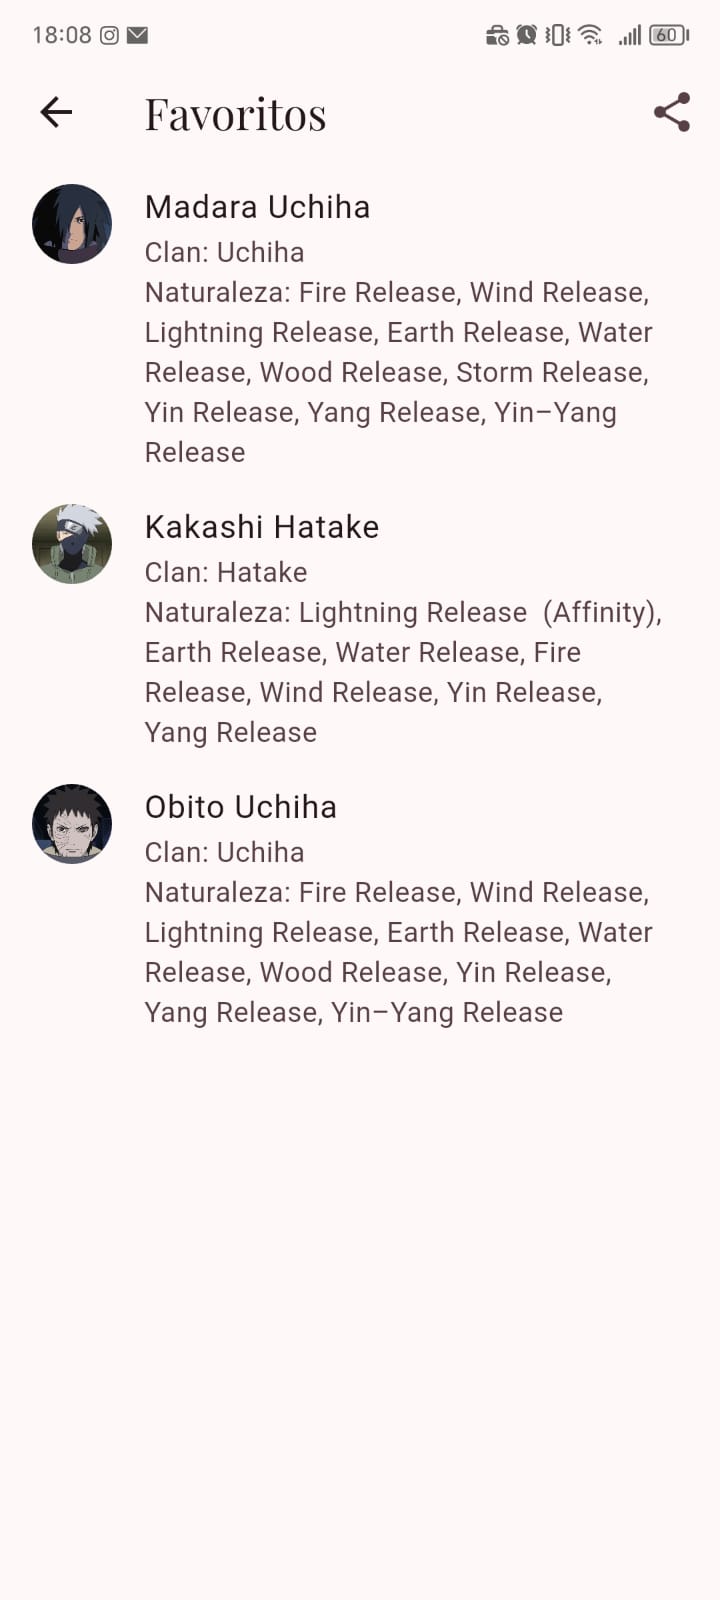 18:08
60
Favoritos
Madara Uchiha
Clan: Uchiha
Naturaleza: Fire Release, Wind Release,
Lightning Release, Earth Release, Water
Release, Wood Release, Storm Release,
Yin Release, Yang Release, Yin–Yang
Release
Kakashi Hatake
Clan: Hatake
Naturaleza: Lightning Release  (Affinity),
Earth Release, Water Release, Fire
Release, Wind Release, Yin Release,
Yang Release
Obito Uchiha
Clan: Uchiha
Naturaleza: Fire Release, Wind Release,
Lightning Release, Earth Release, Water
Release, Wood Release, Yin Release,
Yang Release, Yin–Yang Release